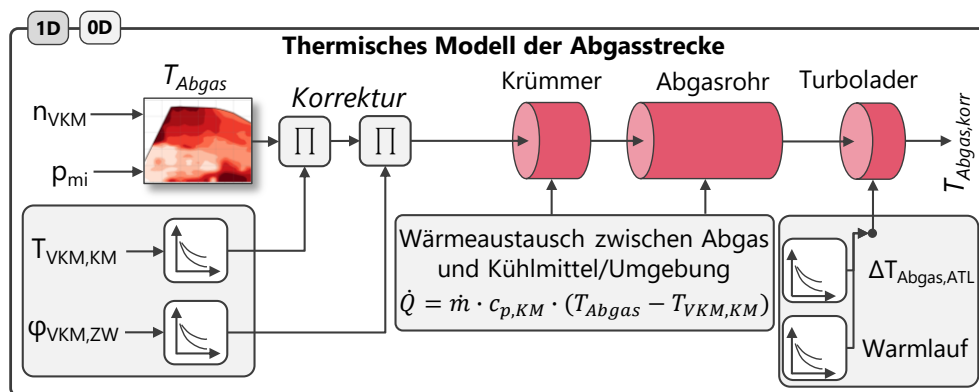 1D 0D
Thermisches Modell der Abgasstrecke
T_Abgas
Korrektur
Krümmer
Abgasrohr
Turbolader
n_VKM
p_mi
∏ ∏
T_Abgas,korr
T_VKM,KM
φ_VKM,ZW
Wärmeaustausch zwischen Abgas
und Kühlmittel/Umgebung
Q̇ = ṁ · c_p,KM · (T_Abgas − T_VKM,KM)
ΔT_Abgas,ATL
Warmlauf